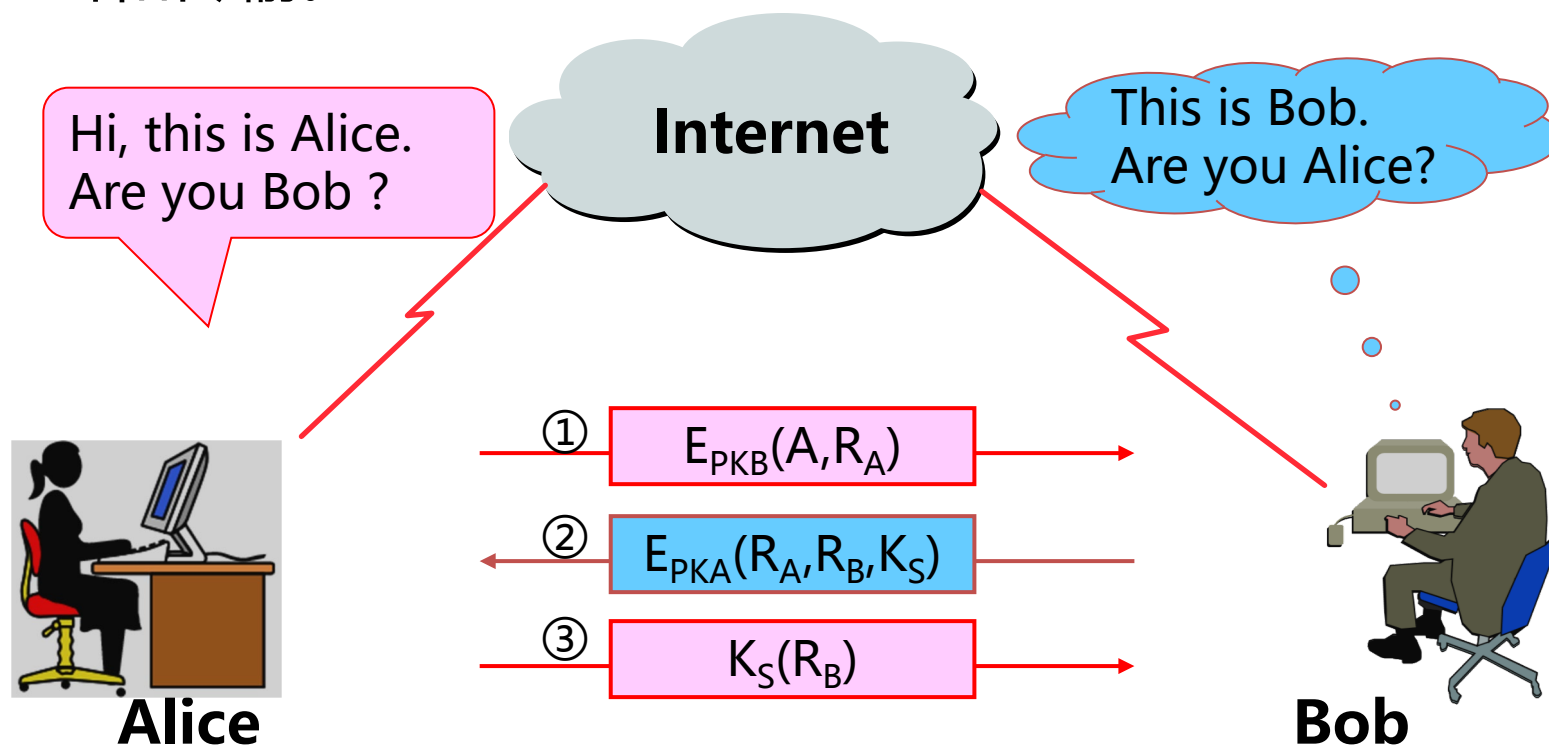 Hi, this is Alice.
Are you Bob ?
Internet
This is Bob.
Are you Alice?
① E_PKB(A,R_A)
② E_PKA(R_A,R_B,K_S)
③ K_S(R_B)
Alice
Bob